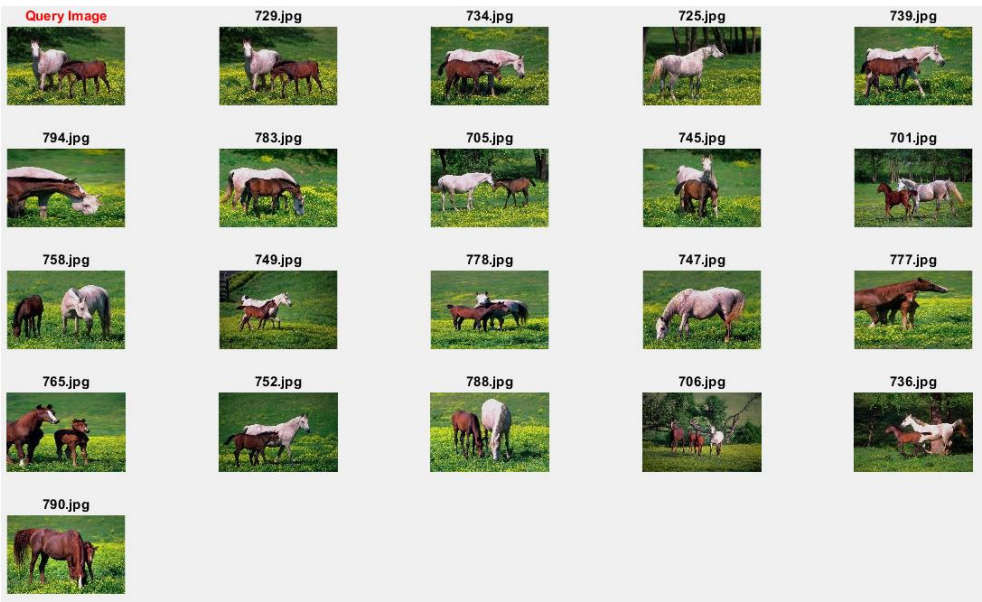 Query Image 729.jpg 734.jpg 725.jpg 739.jpg
794.jpg 783.jpg 705.jpg 745.jpg 701.jpg
758.jpg 749.jpg 778.jpg 747.jpg 777.jpg
765.jpg 752.jpg 788.jpg 706.jpg 736.jpg
790.jpg